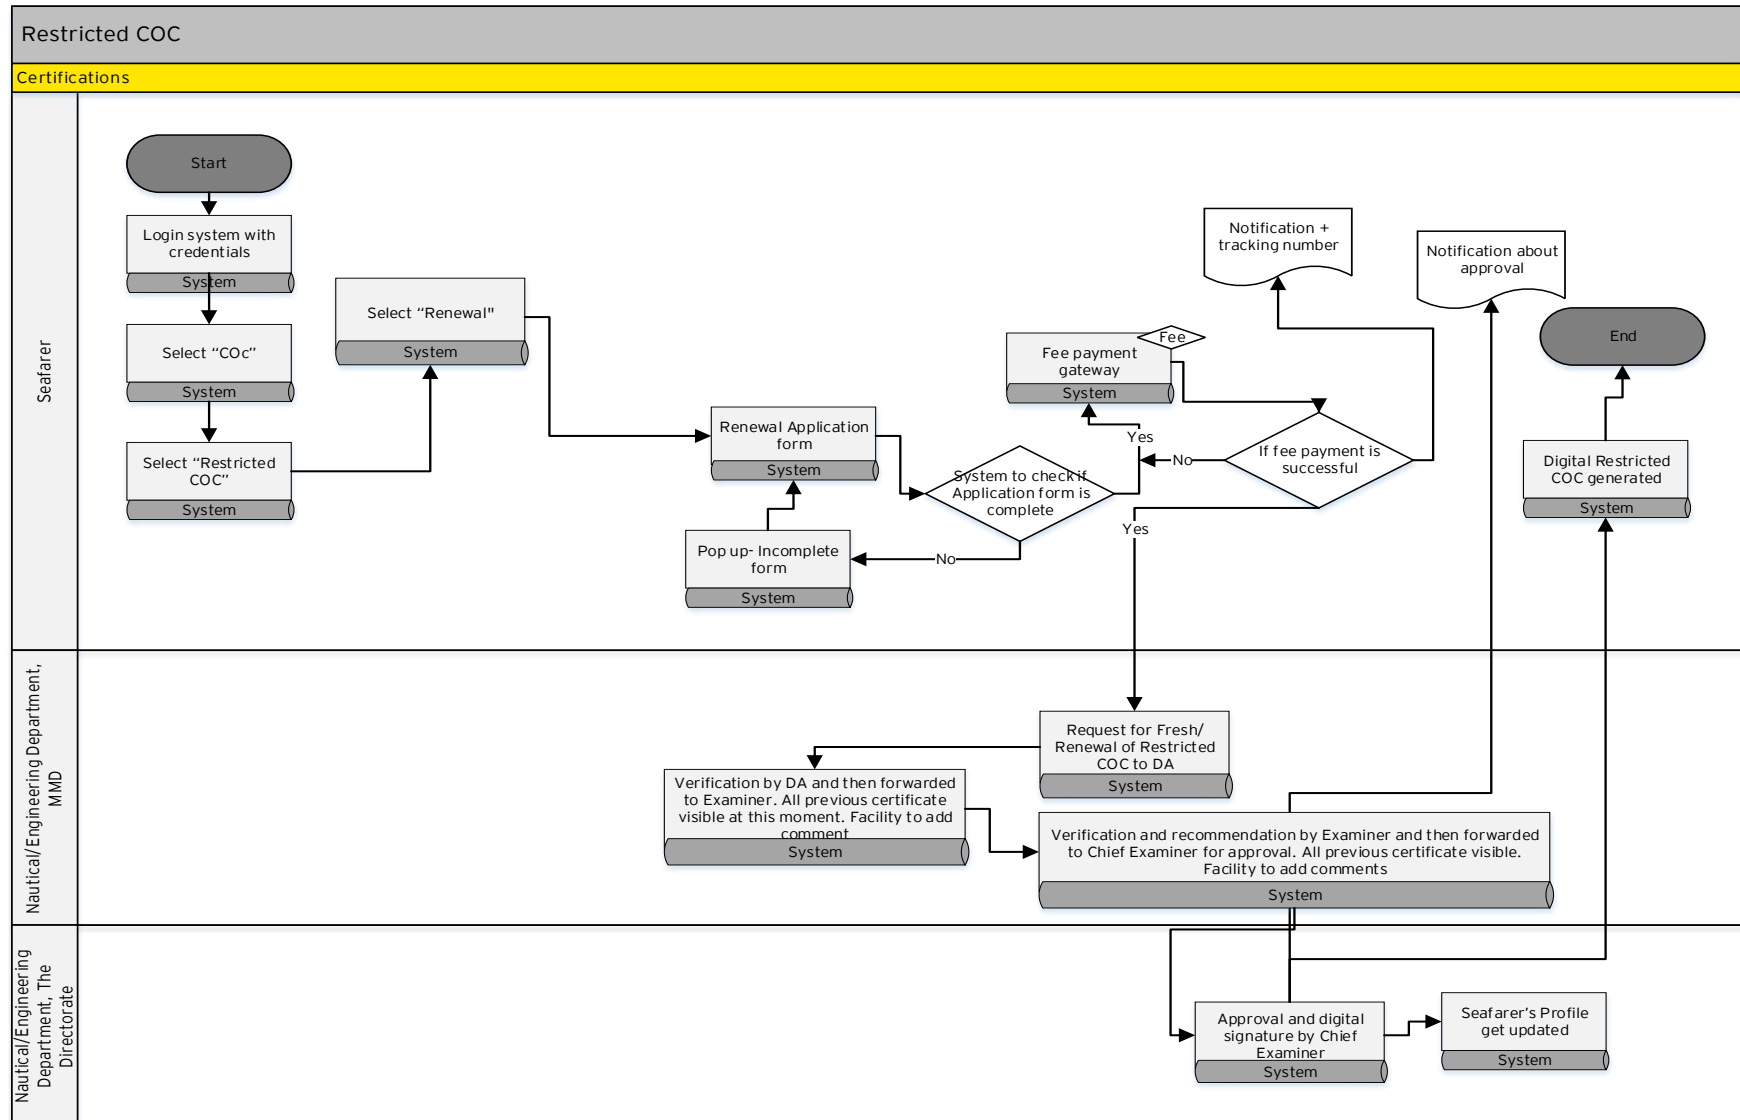 Restricted COC
Certifications
Seafarer
Start
Login system with
credentials
System
Select “COc”
System
Select “Restricted
COC”
System
Select “Renewal"
System
Renewal Application
form
System
Pop up- Incomplete
form
System
System to check if
Application form is
complete
No
Yes
Fee payment
gateway
Fee
System
If fee payment is
successful
No
Yes
Notification +
tracking number
Notification about
approval
End
Digital Restricted
COC generated
System
Nautical/Engineering Department,
MMD
Request for Fresh/
Renewal of Restricted
COC to DA
System
Verification by DA and then forwarded
to Examiner. All previous certificate
visible at this moment. Facility to add
comment
System
Verification and recommendation by Examiner and then forwarded
to Chief Examiner for approval. All previous certificate visible.
Facility to add comments
System
Nautical/Engineering
Department, The
Directorate
Approval and digital
signature by Chief
Examiner
System
Seafarer’s Profile
get updated
System